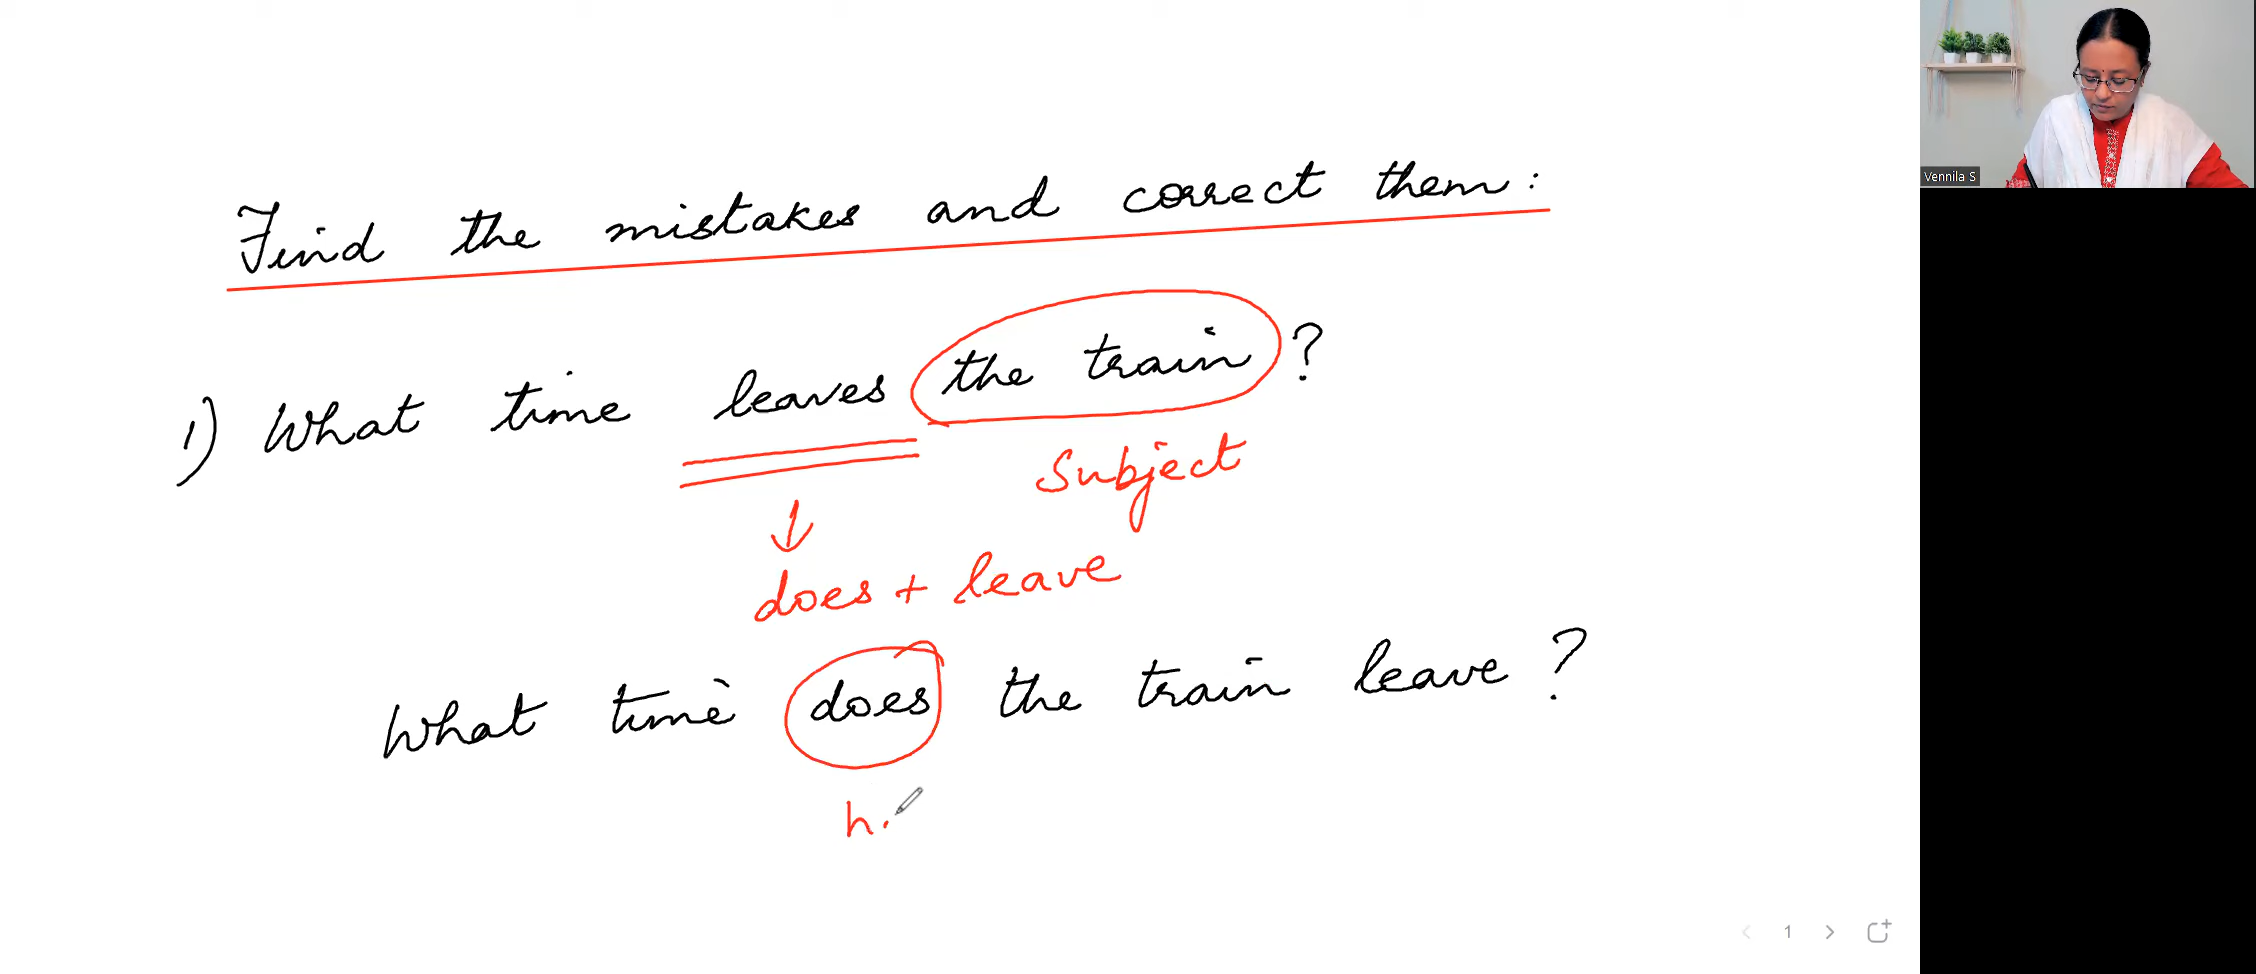 Find the mistakes and correct them:
1) What time leaves the train?
Subject
↓
does + leave
What time does the train leave?
h.
Vennila S
1